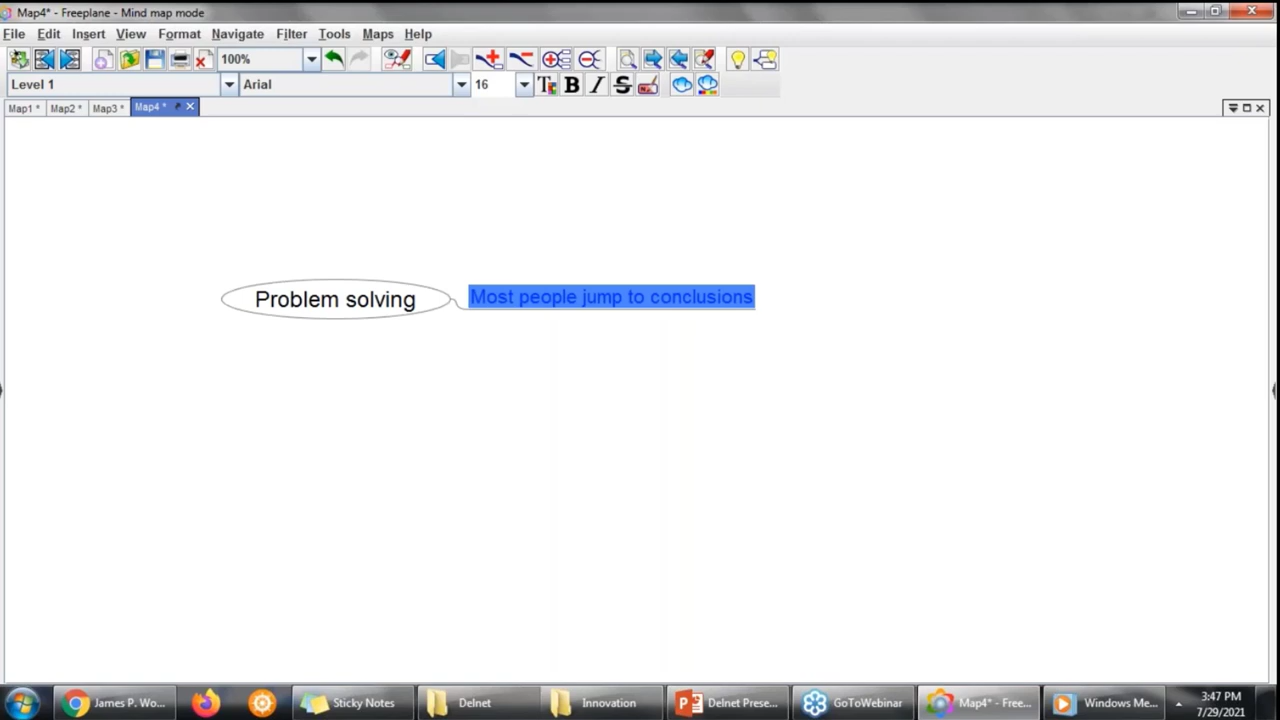 Map4* - Freeplane - Mind map mode
File Edit Insert View Format Navigate Filter Tools Maps Help
100%
Level 1 Arial 16 B I S
Map1 * Map2 * Map3 * Map4 *
Problem solving Most people jump to conclusions
James P. Wo... Sticky Notes Delnet Innovation Delnet Prese... GoToWebinar Map4* - Free... Windows Me... 3:47 PM
7/29/2021